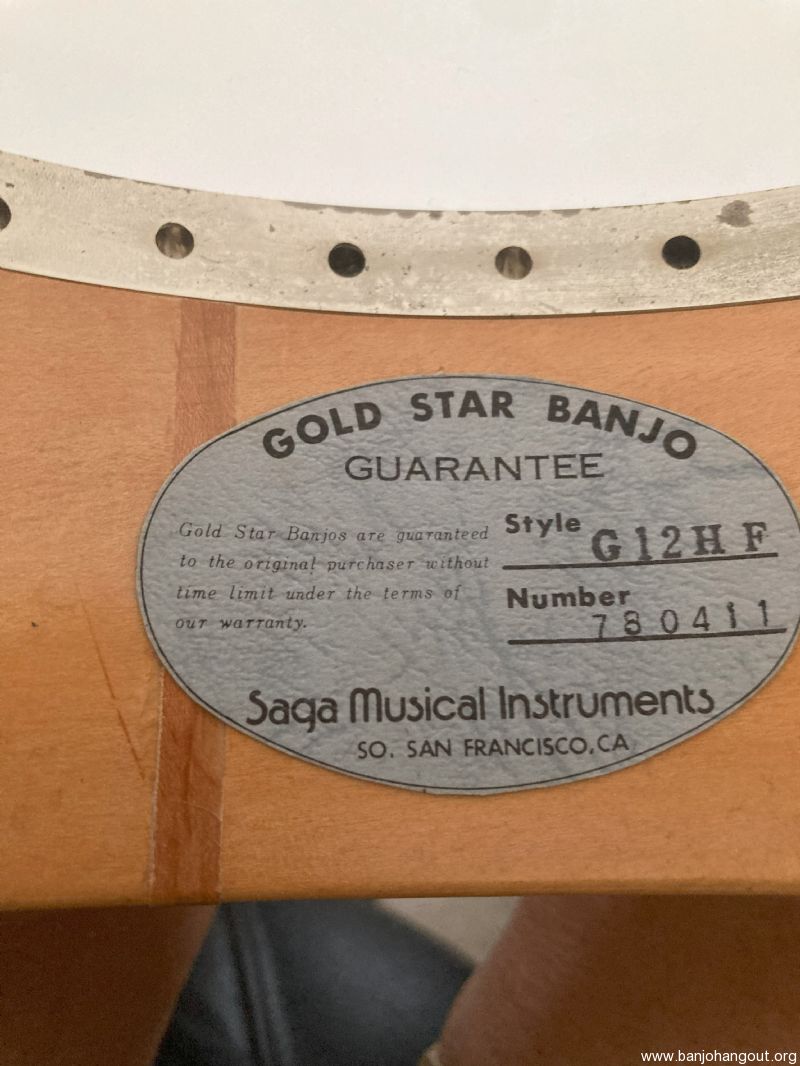 GOLD STAR BANJO
GUARANTEE
Gold Star Banjos are guaranteed
to the original purchaser without
time limit under the terms of
our warranty.
Style G12HF
Number 780411
Saga Musical Instruments
SO. SAN FRANCISCO, CA
www.banjohangout.org